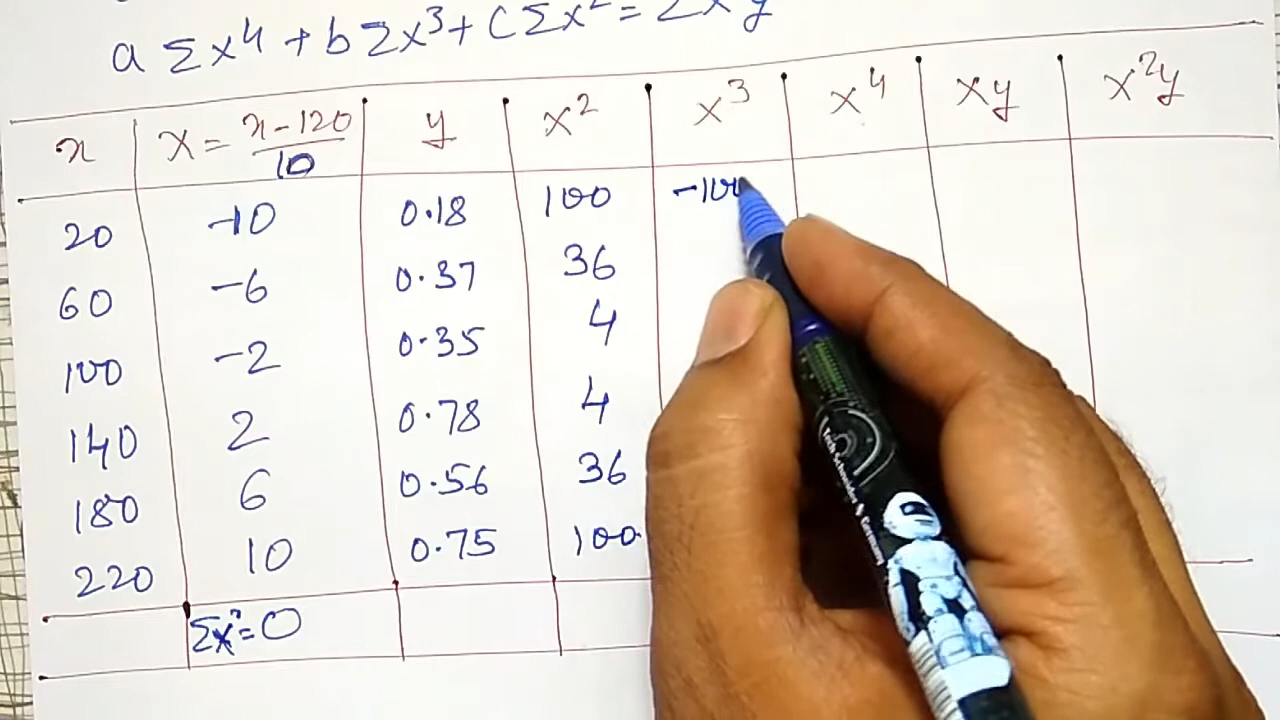 a Σx4 + b Σx3 + C Σx2 = Σx2y
x X = x-120/10 y x2 x3 x4 xy x2y
20 -10 0.18 100 -100
60 -6 0.37 36
100 -2 0.35 4
140 2 0.78 4
180 6 0.56 36
220 10 0.75 100
Σx = 0